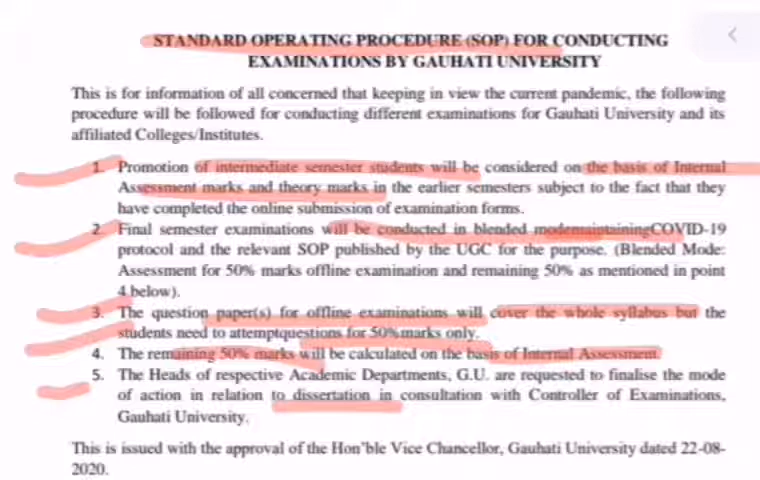 STANDARD OPERATING PROCEDURE (SOP) FOR CONDUCTING
EXAMINATIONS BY GAUHATI UNIVERSITY
This is for information of all concerned that keeping in view the current pandemic, the following
procedure will be followed for conducting different examinations for Gauhati University and its
affiliated Colleges/Institutes.
1. Promotion of intermediate semester students will be considered on the basis of Internal
Assessment marks and theory marks in the earlier semesters subject to the fact that they
have completed the online submission of examination forms.
2. Final semester examinations will be conducted in blended modemaintainingCOVID-19
protocol and the relevant SOP published by the UGC for the purpose. (Blended Mode:
Assessment for 50% marks offline examination and remaining 50% as mentioned in point
4 below).
3. The question paper(s) for offline examinations will cover the whole syllabus but the
students need to attemptquestions for 50%marks only.
4. The remaining 50% marks will be calculated on the basis of Internal Assessment.
5. The Heads of respective Academic Departments, G.U. are requested to finalise the mode
of action in relation to dissertation in consultation with Controller of Examinations,
Gauhati University.
This is issued with the approval of the Hon'ble Vice Chancellor, Gauhati University dated 22-08-
2020.